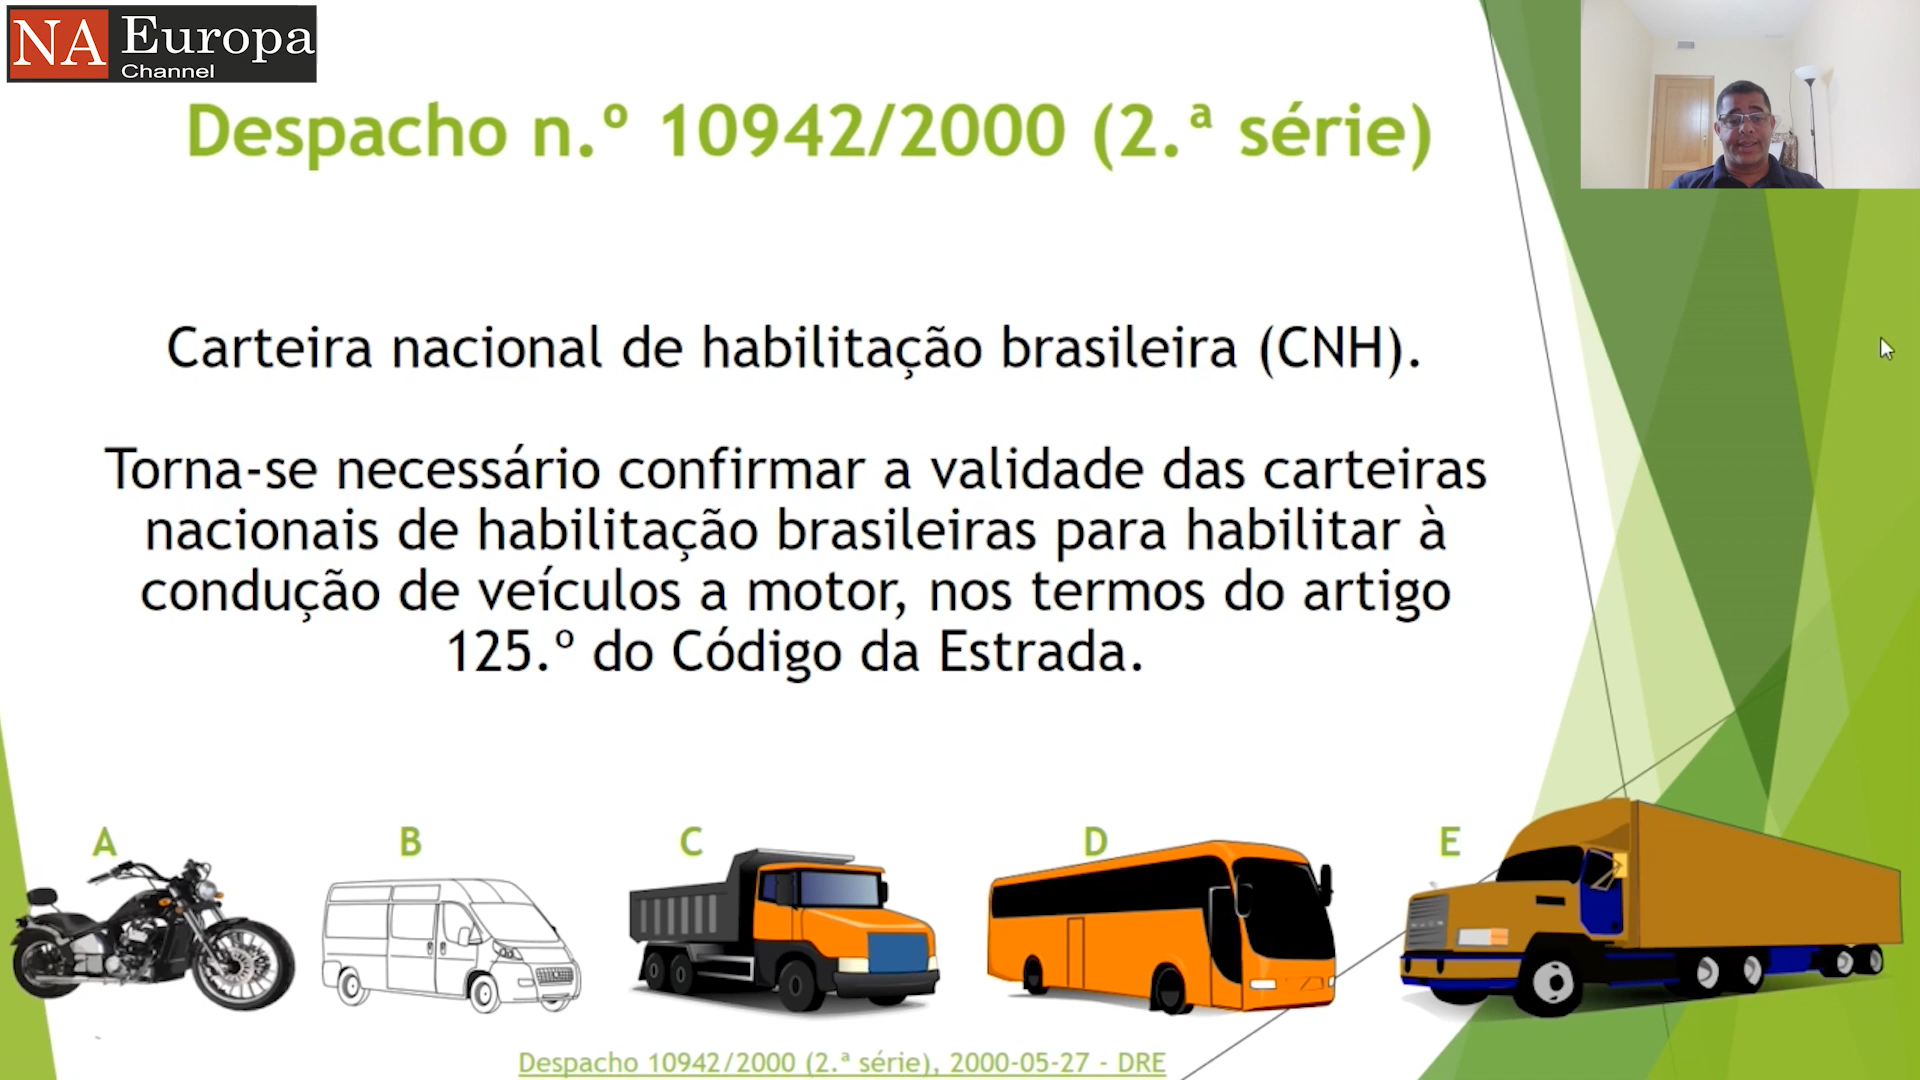 NA Europa
Channel
Despacho n.º 10942/2000 (2.ª série)
Carteira nacional de habilitação brasileira (CNH).
Torna-se necessário confirmar a validade das carteiras
nacionais de habilitação brasileiras para habilitar à
condução de veículos a motor, nos termos do artigo
125.º do Código da Estrada.
A B C D E
Despacho 10942/2000 (2.ª série), 2000-05-27 - DRE